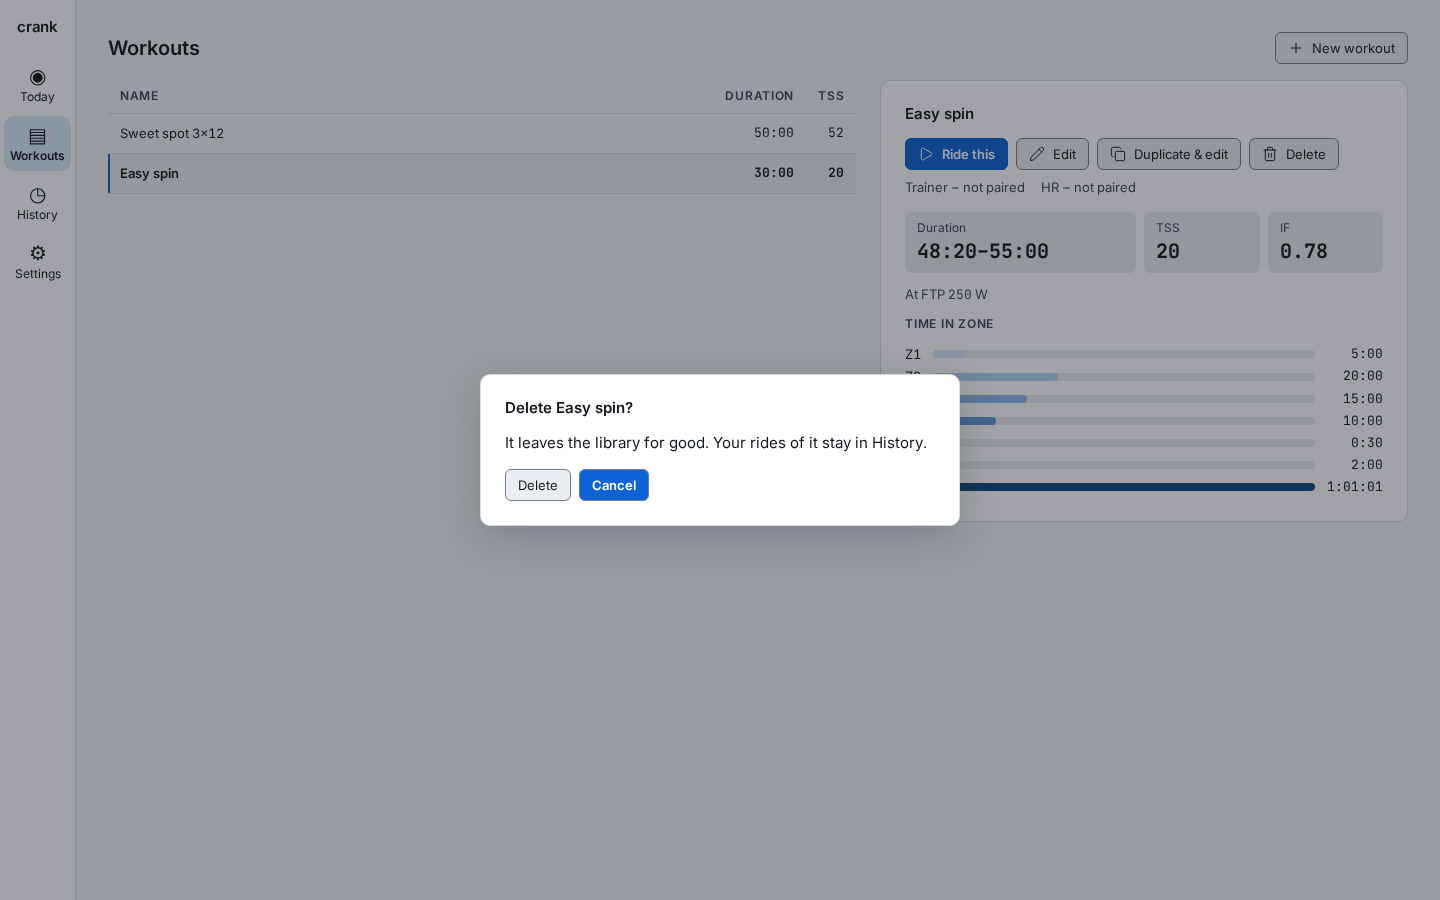 crank
Today
Workouts
History
Settings
Workouts
New workout
NAME DURATION TSS
Sweet spot 3×12 50:00 52
Easy spin 30:00 20
Easy spin
Ride this Edit Duplicate & edit Delete
Trainer – not paired HR – not paired
Duration TSS IF
48:20–55:00 20 0.78
At FTP 250 W
TIME IN ZONE
Z1 5:00
20:00
15:00
10:00
0:30
2:00
1:01:01
Delete Easy spin?
It leaves the library for good. Your rides of it stay in History.
Delete Cancel